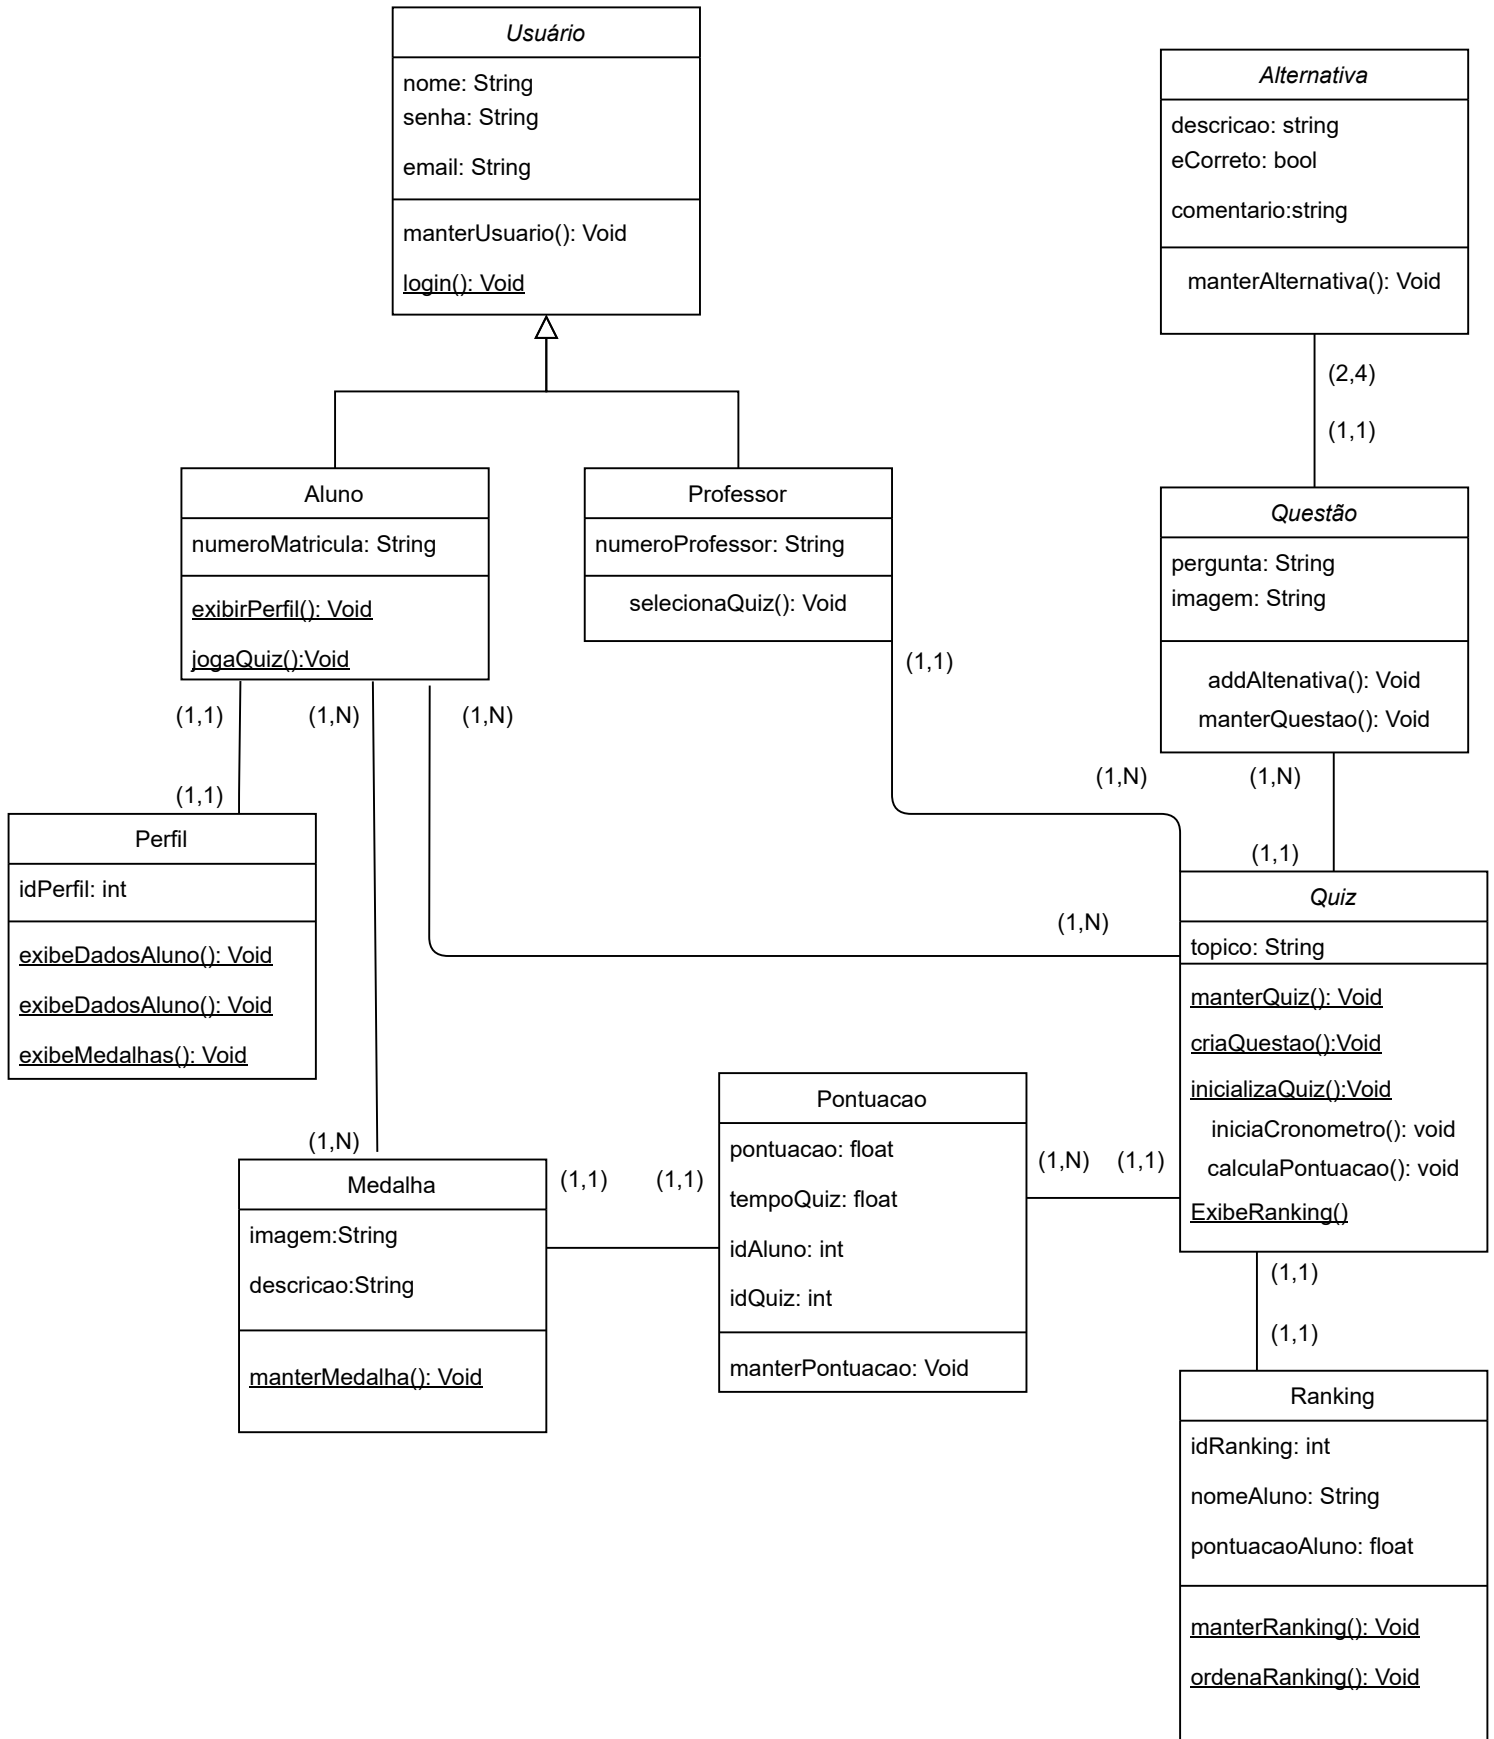 Usuário
nome: String
senha: String
email: String
manterUsuario(): Void
login(): Void
Alternativa
descricao: string
eCorreto: bool
comentario:string
manterAlternativa(): Void
(2,4)
(1,1)
Aluno
numeroMatricula: String
exibirPerfil(): Void
jogaQuiz():Void
Professor
numeroProfessor: String
selecionaQuiz(): Void
Questão
pergunta: String
imagem: String
addAltenativa(): Void
manterQuestao(): Void
(1,1)
(1,1)
(1,N)
(1,N)
(1,N)
(1,N)
(1,1)
(1,1)
Perfil
idPerfil: int
exibeDadosAluno(): Void
exibeDadosAluno(): Void
exibeMedalhas(): Void
(1,N)
Quiz
topico: String
manterQuiz(): Void
criaQuestao():Void
inicializaQuiz():Void
iniciaCronometro(): void
calculaPontuacao(): void
ExibeRanking()
(1,N)
Medalha
imagem:String
descricao:String
manterMedalha(): Void
(1,1)
(1,1)
Pontuacao
pontuacao: float
tempoQuiz: float
idAluno: int
idQuiz: int
manterPontuacao: Void
(1,N)
(1,1)
(1,1)
(1,1)
Ranking
idRanking: int
nomeAluno: String
pontuacaoAluno: float
manterRanking(): Void
ordenaRanking(): Void